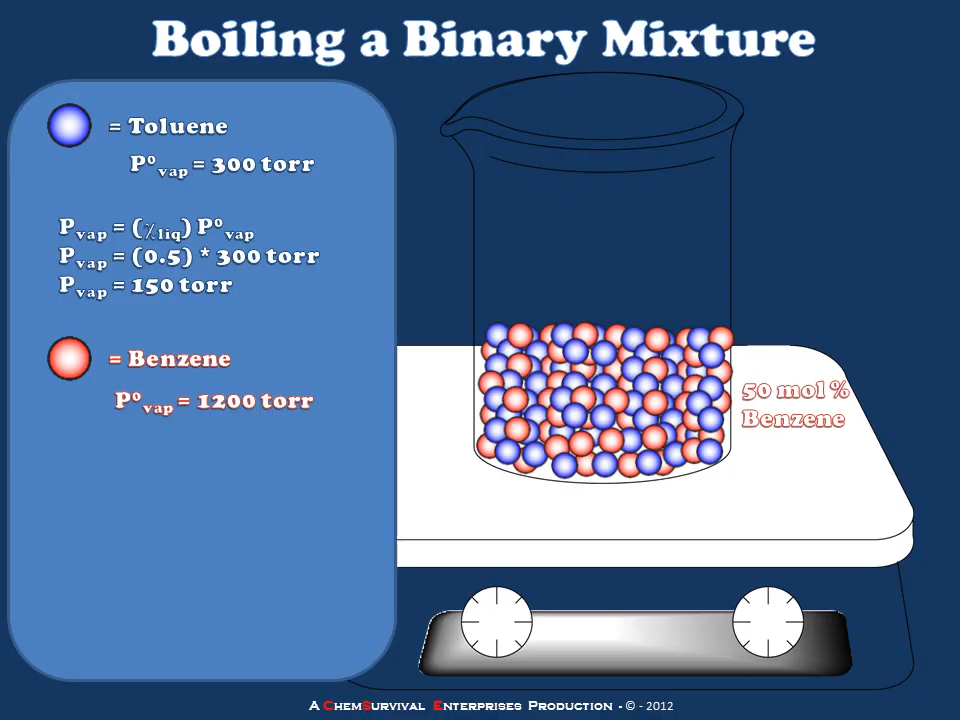 Boiling a Binary Mixture
= Toluene
P⁰vap = 300 torr
Pvap = (χliq) P⁰vap
Pvap = (0.5) * 300 torr
Pvap = 150 torr
= Benzene
P⁰vap = 1200 torr
50 mol %
Benzene
A ChemSurvival Enterprises Production - © - 2012